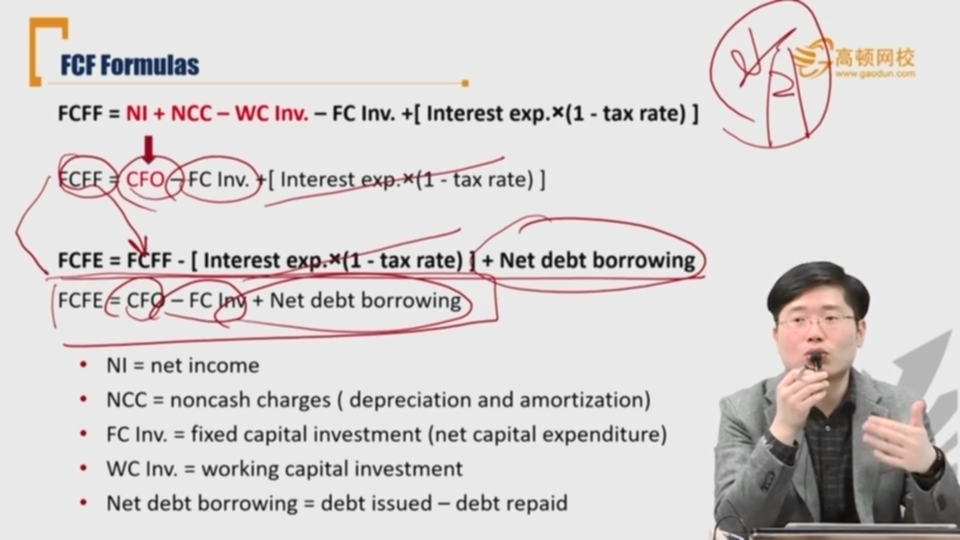 FCF Formulas
高顿网校
www.gaodun.com
FCFF = NI + NCC – WC Inv. – FC Inv. +[ Interest exp.×(1 - tax rate) ]
FCFF = CFO – FC Inv. +[ Interest exp.×(1 - tax rate) ]
FCFE = FCFF - [ Interest exp.×(1 - tax rate) ] + Net debt borrowing
FCFE = CFO – FC Inv + Net debt borrowing
• NI = net income
• NCC = noncash charges ( depreciation and amortization)
• FC Inv. = fixed capital investment (net capital expenditure)
• WC Inv. = working capital investment
• Net debt borrowing = debt issued – debt repaid